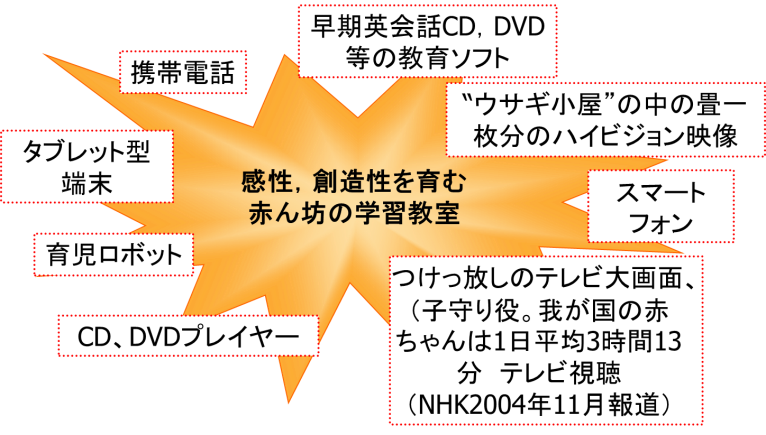 早期英会話CD，DVD
等の教育ソフト
携帯電話
〝ウサギ小屋”の中の畳一
枚分のハイビジョン映像
タブレット型
端末
感性，創造性を育む
赤ん坊の学習教室
スマート
フォン
育児ロボット
つけっ放しのテレビ大画面、
（子守り役。我が国の赤
ちゃんは1日平均3時間13
分　テレビ視聴
（NHK2004年11月報道）
CD、DVDプレイヤー